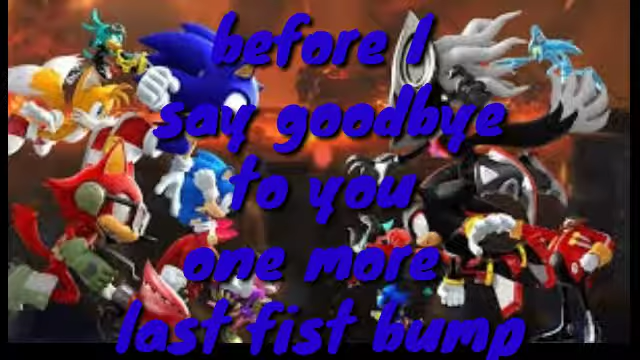 before I
say goodbye
to you
one more
last fist bump